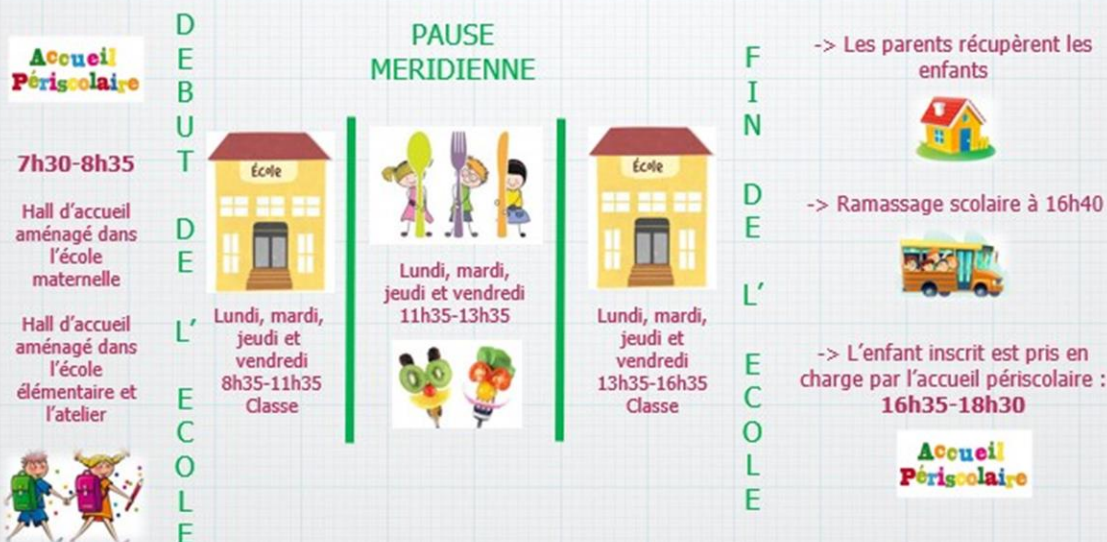 Accueil
Périscolaire
7h30-8h35
Hall d'accueil
aménagé dans
l'école
maternelle
Hall d'accueil
aménagé dans
l'école
élémentaire et
l'atelier
DEBUT DE L' ECOLE
École
Lundi, mardi,
jeudi et
vendredi
8h35-11h35
Classe
PAUSE
MERIDIENNE
Lundi, mardi,
jeudi et vendredi
11h35-13h35
École
Lundi, mardi,
jeudi et
vendredi
13h35-16h35
Classe
FIN DE L' ECOLE
-> Les parents récupèrent les
enfants
-> Ramassage scolaire à 16h40
-> L'enfant inscrit est pris en
charge par l'accueil périscolaire :
16h35-18h30
Accueil
Périscolaire